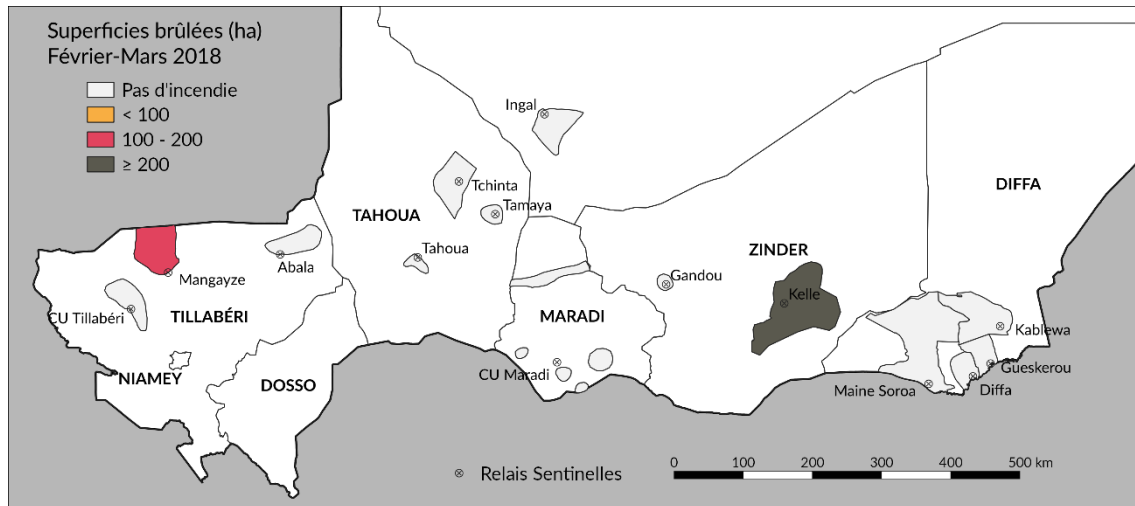 Superficies brûlées (ha)
Février-Mars 2018
Pas d'incendie
< 100
100 - 200
≥ 200
Ingal
Tchinta
Tamaya
DIFFA
TAHOUA
Tahoua
Abala
Mangayze
ZINDER
Gandou
Kelle
CU Tillabéri
TILLABÉRI
MARADI
Kablewa
Gueskerou
NIAMEY
DOSSO
CU Maradi
Maine Soroa
Diffa
Relais Sentinelles
0 100 200 300 400 500 km